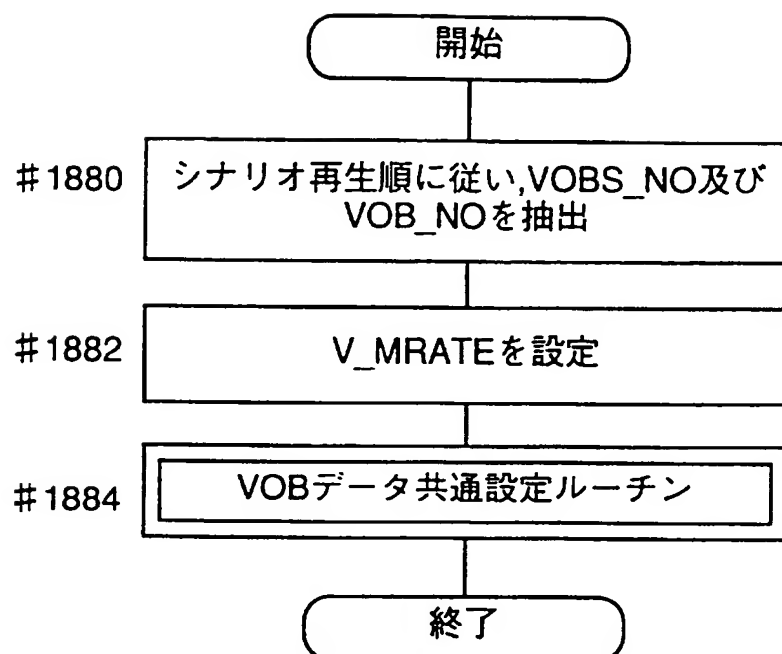 開始
#1880
シナリオ再生順に従い,VOBS_NO及び
VOB_NOを抽出
#1882
V_MRATEを設定
#1884
VOBデータ共通設定ルーチン
終了